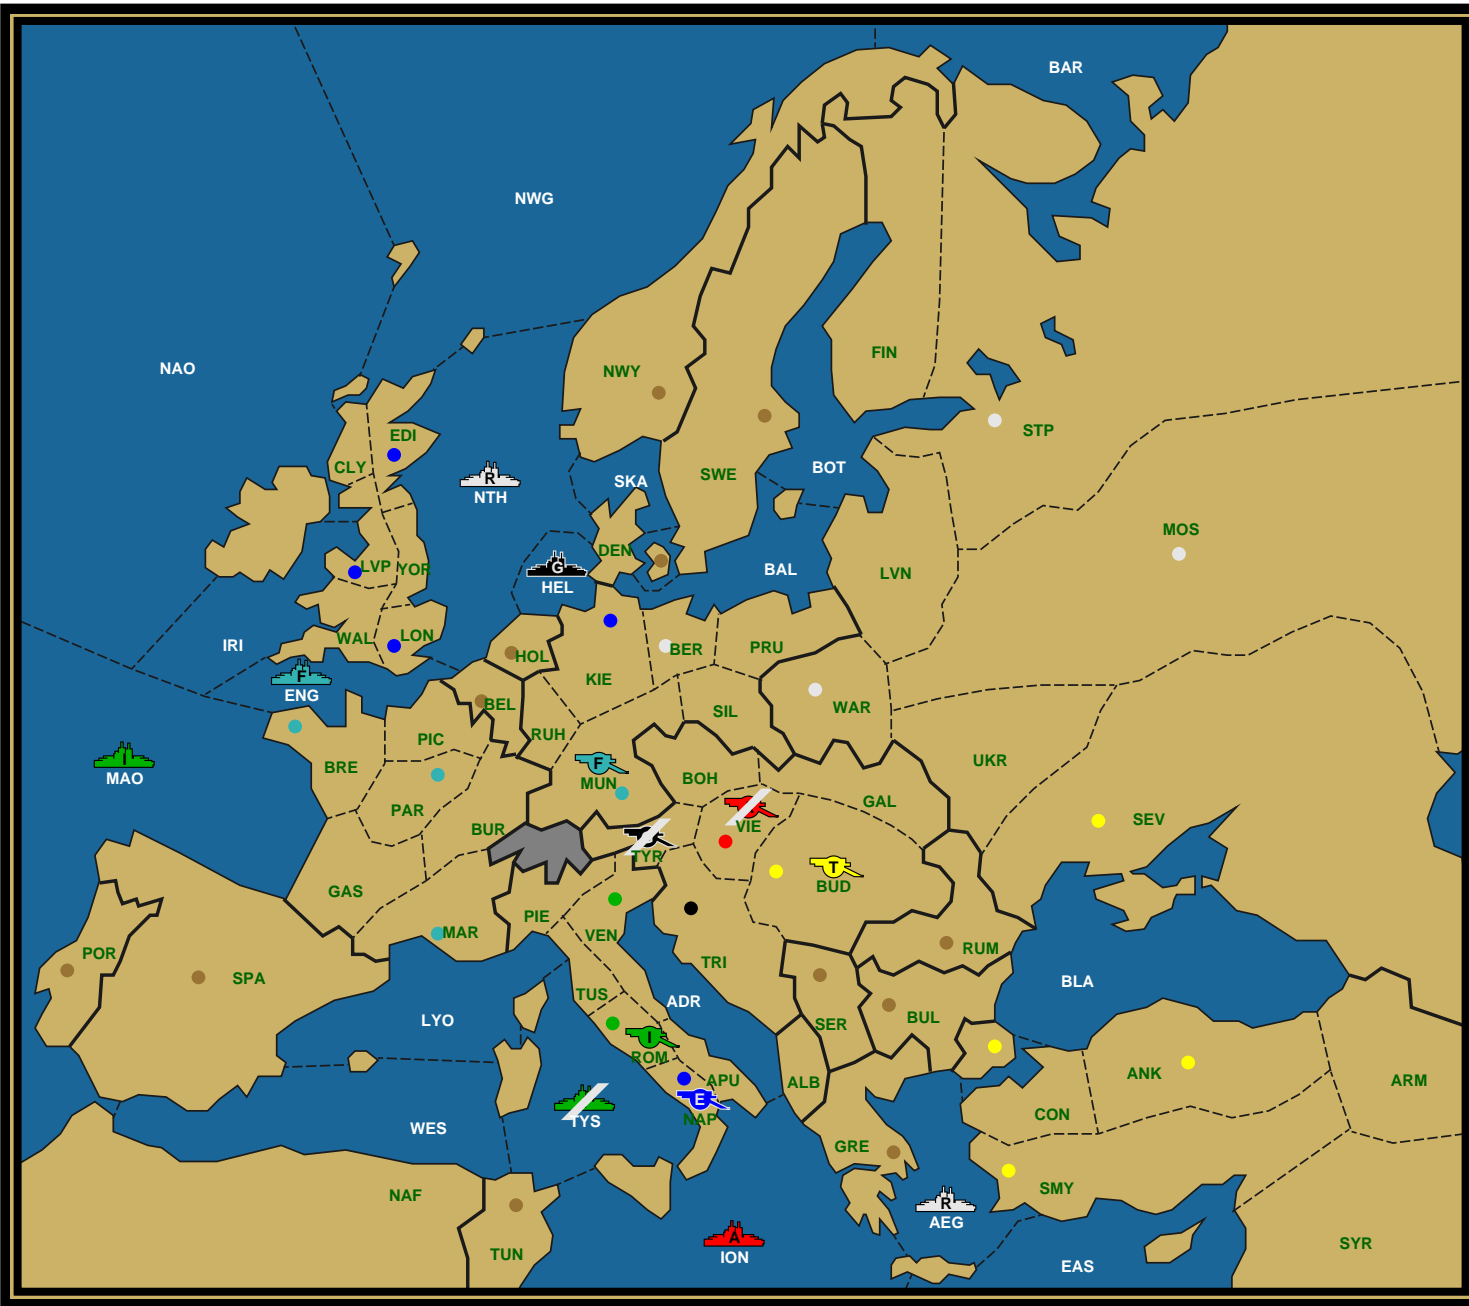 BAR
NWG
NAO
FIN
NWY
EDI
STP
CLY
SWE
BOT
SKA
R
NTH
MOS
DEN
G
HEL
LVP
YOR
BAL
LVN
IRI
WAL
LON
HOL
BER
PRU
F
ENG
KIE
BEL
SIL
WAR
RUH
PIC
I
MAO
BRE
F
MUN
BOH
UKR
PAR
GAL
BUR
VIE
SEV
TYR
T
BUD
GAS
PIE
MAR
VEN
POR
SPA
TRI
RUM
BLA
TUS
ADR
LYO
SER
BUL
I
ROM
APU
ALB
ANK
ARM
E
NAP
TYS
WES
CON
GRE
NAF
SMY
R
AEG
A
ION
TUN
EAS
SYR